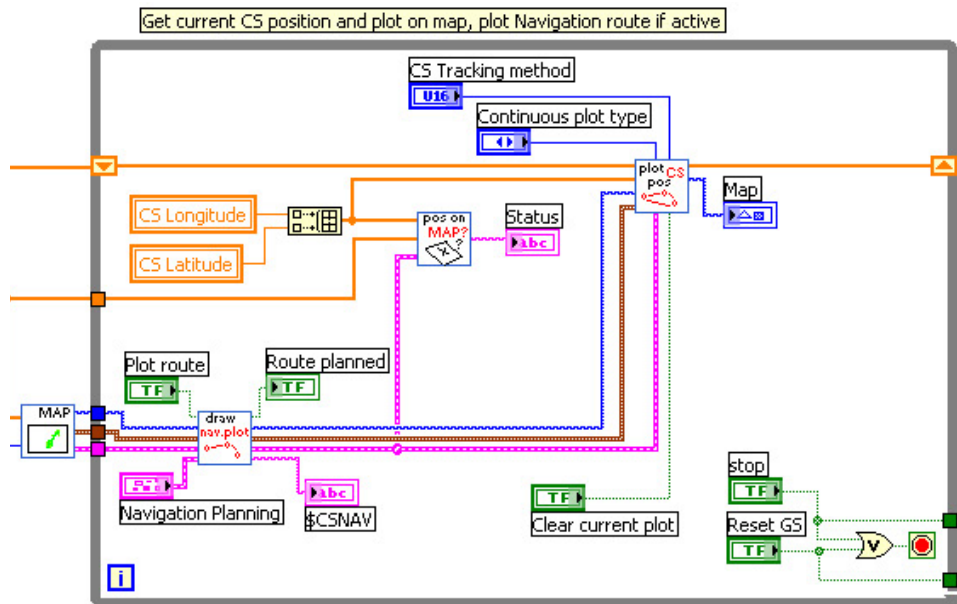 Get current CS position and plot on map, plot Navigation route if active
CS Tracking method
U16
Continuous plot type
plot CS
pos
Map
CS Longitude
pos on
MAP?
?
x
Status
abc
CS Latitude
Plot route
TF
Route planned
TF
MAP
draw
nav.plot
Navigation Planning
abc
$CSNAV
TF
Clear current plot
stop
TF
Reset GS
TF
V
i